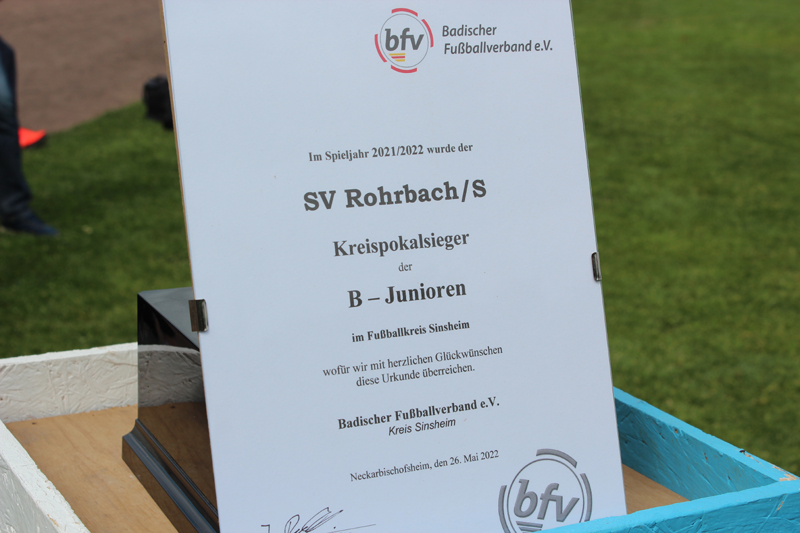 bfv
Badischer
Fußballverband e.V.
Im Spieljahr 2021/2022 wurde der
SV Rohrbach/S
Kreispokalsieger
der
B – Junioren
im Fußballkreis Sinsheim
wofür wir mit herzlichen Glückwünschen
diese Urkunde überreichen.
Badischer Fußballverband e.V.
Kreis Sinsheim
Neckarbischofsheim, den 26. Mai 2022
bfv